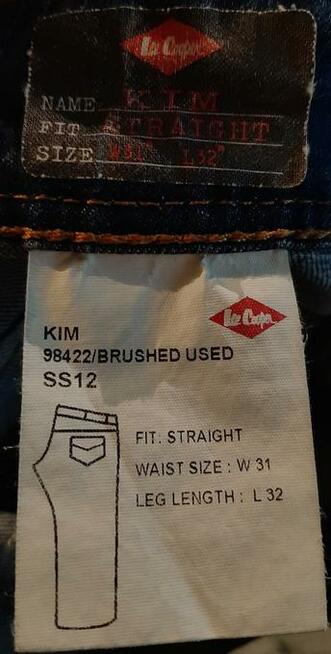 Lee Cooper
NAME KIM
FIT STRAIGHT
SIZE W31" L32"
Lee Cooper
KIM
98422/BRUSHED USED
SS12
FIT: STRAIGHT
WAIST SIZE : W 31
LEG LENGTH : L 32